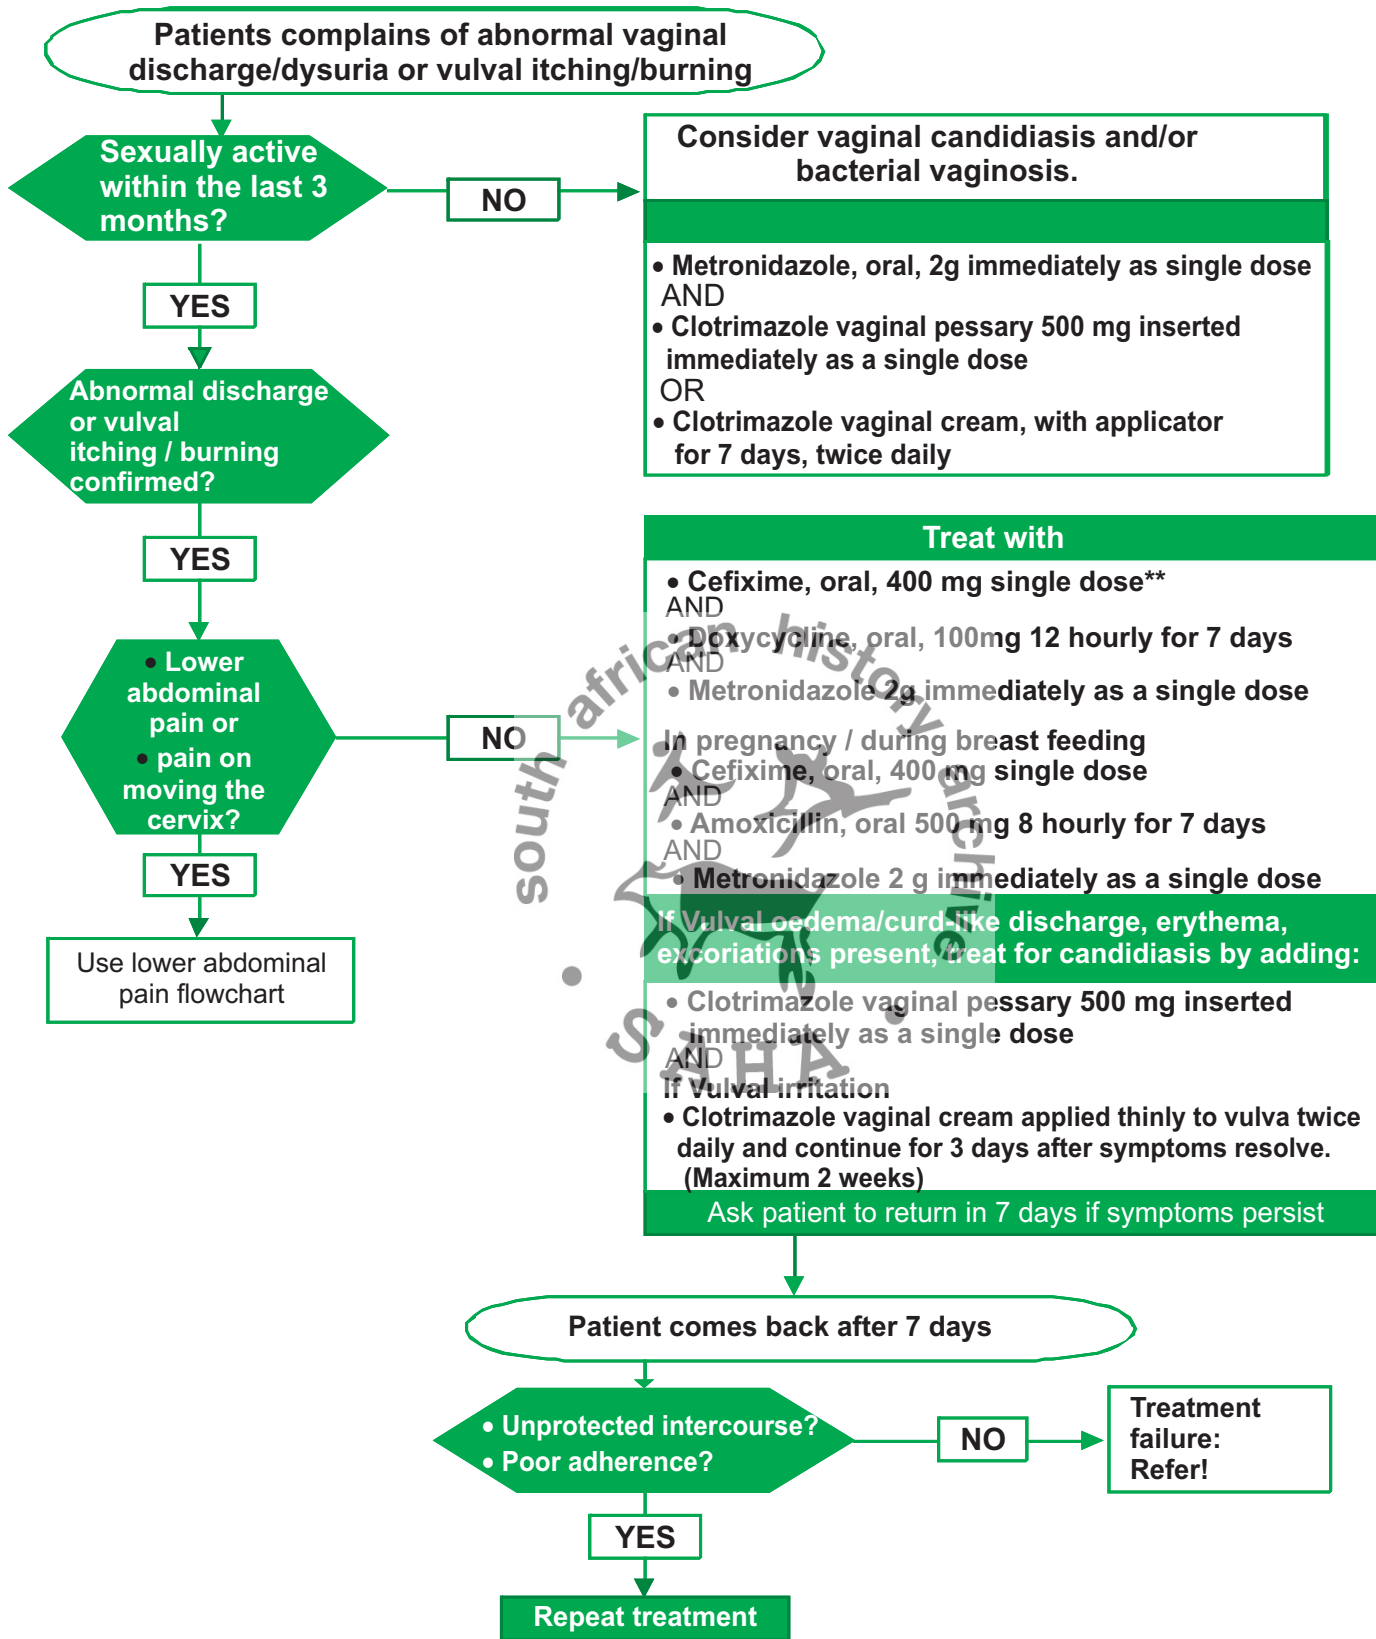 Patients complains of abnormal vaginal
discharge/dysuria or vulval itching/burning
Sexually active
within the last 3
months?
NO
Consider vaginal candidiasis and/or
bacterial vaginosis.
• Metronidazole, oral, 2g immediately as single dose
AND
• Clotrimazole vaginal pessary 500 mg inserted
immediately as a single dose
OR
• Clotrimazole vaginal cream, with applicator
for 7 days, twice daily
YES
Abnormal discharge
or vulval
itching / burning
confirmed?
YES
• Lower
abdominal
pain or
• pain on
moving the
cervix?
NO
YES
Use lower abdominal
pain flowchart
Treat with
• Cefixime, oral, 400 mg single dose**
AND
• Doxycycline, oral, 100mg 12 hourly for 7 days
AND
• Metronidazole 2g immediately as a single dose
In pregnancy / during breast feeding
• Cefixime, oral, 400 mg single dose
AND
• Amoxicillin, oral 500 mg 8 hourly for 7 days
AND
• Metronidazole 2 g immediately as a single dose
If Vulval oedema/curd-like discharge, erythema,
excoriations present, treat for candidiasis by adding:
• Clotrimazole vaginal pessary 500 mg inserted
immediately as a single dose
AND
If Vulval irritation
• Clotrimazole vaginal cream applied thinly to vulva twice
daily and continue for 3 days after symptoms resolve.
(Maximum 2 weeks)
Ask patient to return in 7 days if symptoms persist
south african history archive
• SAHA •
Patient comes back after 7 days
• Unprotected intercourse?
• Poor adherence?
NO
Treatment
failure:
Refer!
YES
Repeat treatment